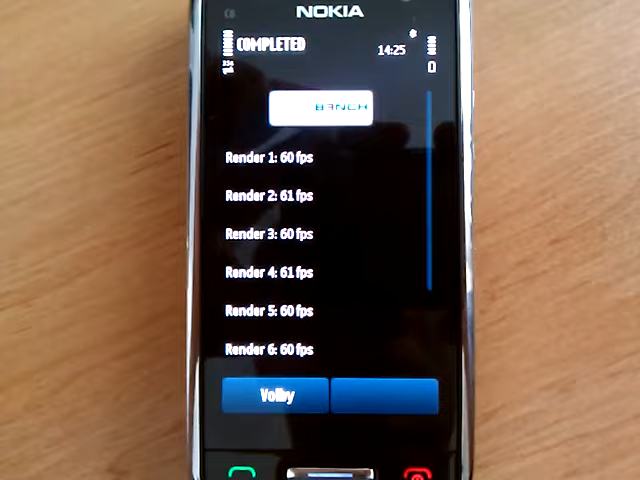 NOKIA
COMPLETED
14:25
BENCH
Render 1: 60 fps
Render 2: 61 fps
Render 3: 60 fps
Render 4: 61 fps
Render 5: 60 fps
Render 6: 60 fps
Volby